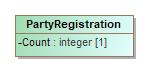 PartyRegistration
-Count : integer [1]